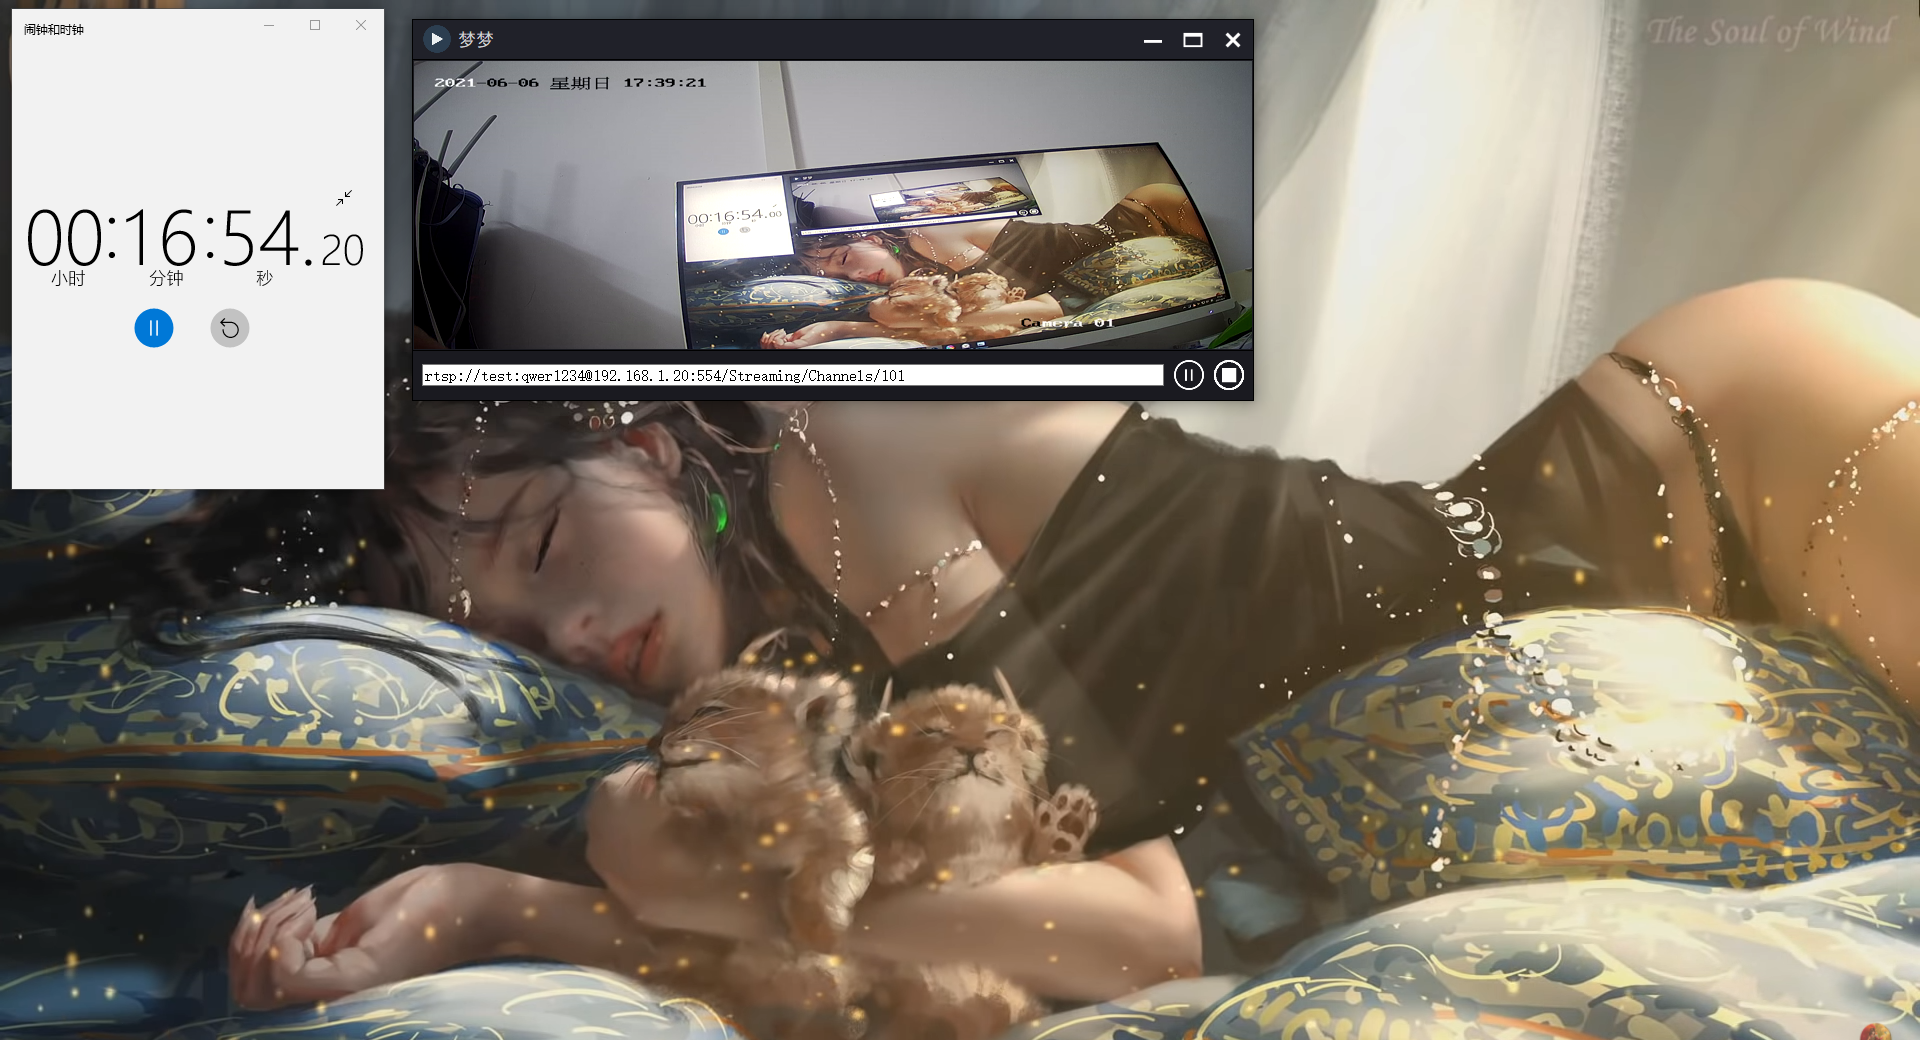 闹钟和时钟
00:16:54.20
小时 分钟 秒
梦梦
2021-06-06 星期日 17:39:21
00:16:54.00
Camera 01
rtsp://test:qwer1234@192.168.1.20:554/Streaming/Channels/101
The Soul of Wind